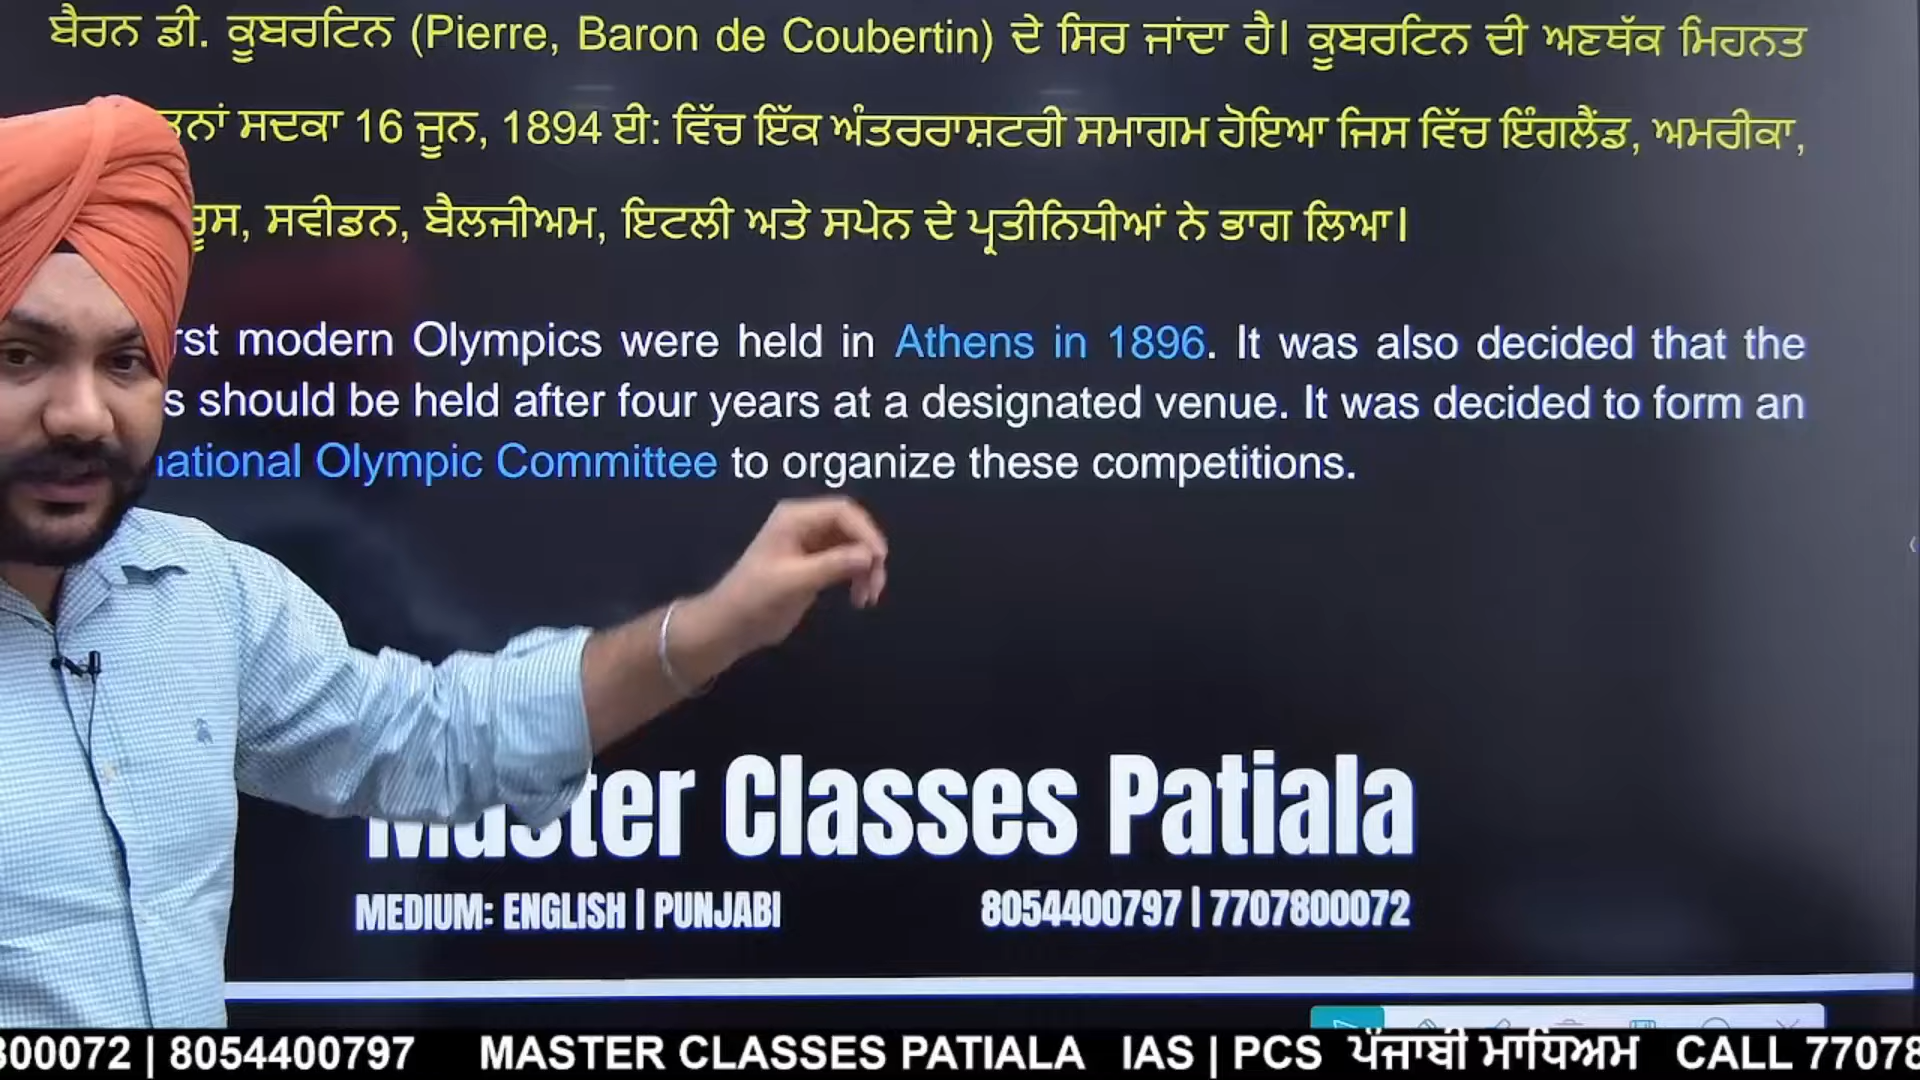 ਬੈਰਨ ਡੀ. ਕੂਬਰਟਿਨ (Pierre, Baron de Coubertin) ਦੇ ਸਿਰ ਜਾਂਦਾ ਹੈ। ਕੂਬਰਟਿਨ ਦੀ ਅਣਥੱਕ ਮਿਹਨਤ
ਸਦਕਾ 16 ਜੂਨ, 1894 ਈ: ਵਿੱਚ ਇੱਕ ਅੰਤਰਰਾਸ਼ਟਰੀ ਸਮਾਗਮ ਹੋਇਆ ਜਿਸ ਵਿੱਚ ਇੰਗਲੈਂਡ, ਅਮਰੀਕਾ,
ਸਵੀਡਨ, ਬੈਲਜੀਅਮ, ਇਟਲੀ ਅਤੇ ਸਪੇਨ ਦੇ ਪ੍ਰਤੀਨਿਧੀਆਂ ਨੇ ਭਾਗ ਲਿਆ।
modern Olympics were held in Athens in 1896. It was also decided that the
should be held after four years at a designated venue. It was decided to form an
Olympic Committee to organize these competitions.
Master Classes Patiala
MEDIUM: ENGLISH | PUNJABI 8054400797 | 7707800072
800072 | 8054400797 MASTER CLASSES PATIALA IAS | PCS ਪੰਜਾਬੀ ਮਾਧਿਅਮ CALL 77078